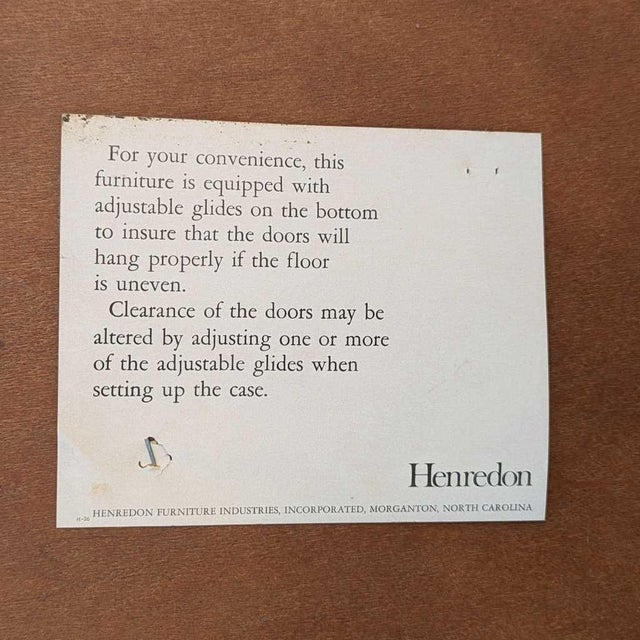 For your convenience, this
furniture is equipped with
adjustable glides on the bottom
to insure that the doors will
hang properly if the floor
is uneven.
Clearance of the doors may be
altered by adjusting one or more
of the adjustable glides when
setting up the case.
Henredon
H-26 HENREDON FURNITURE INDUSTRIES, INCORPORATED, MORGANTON, NORTH CAROLINA